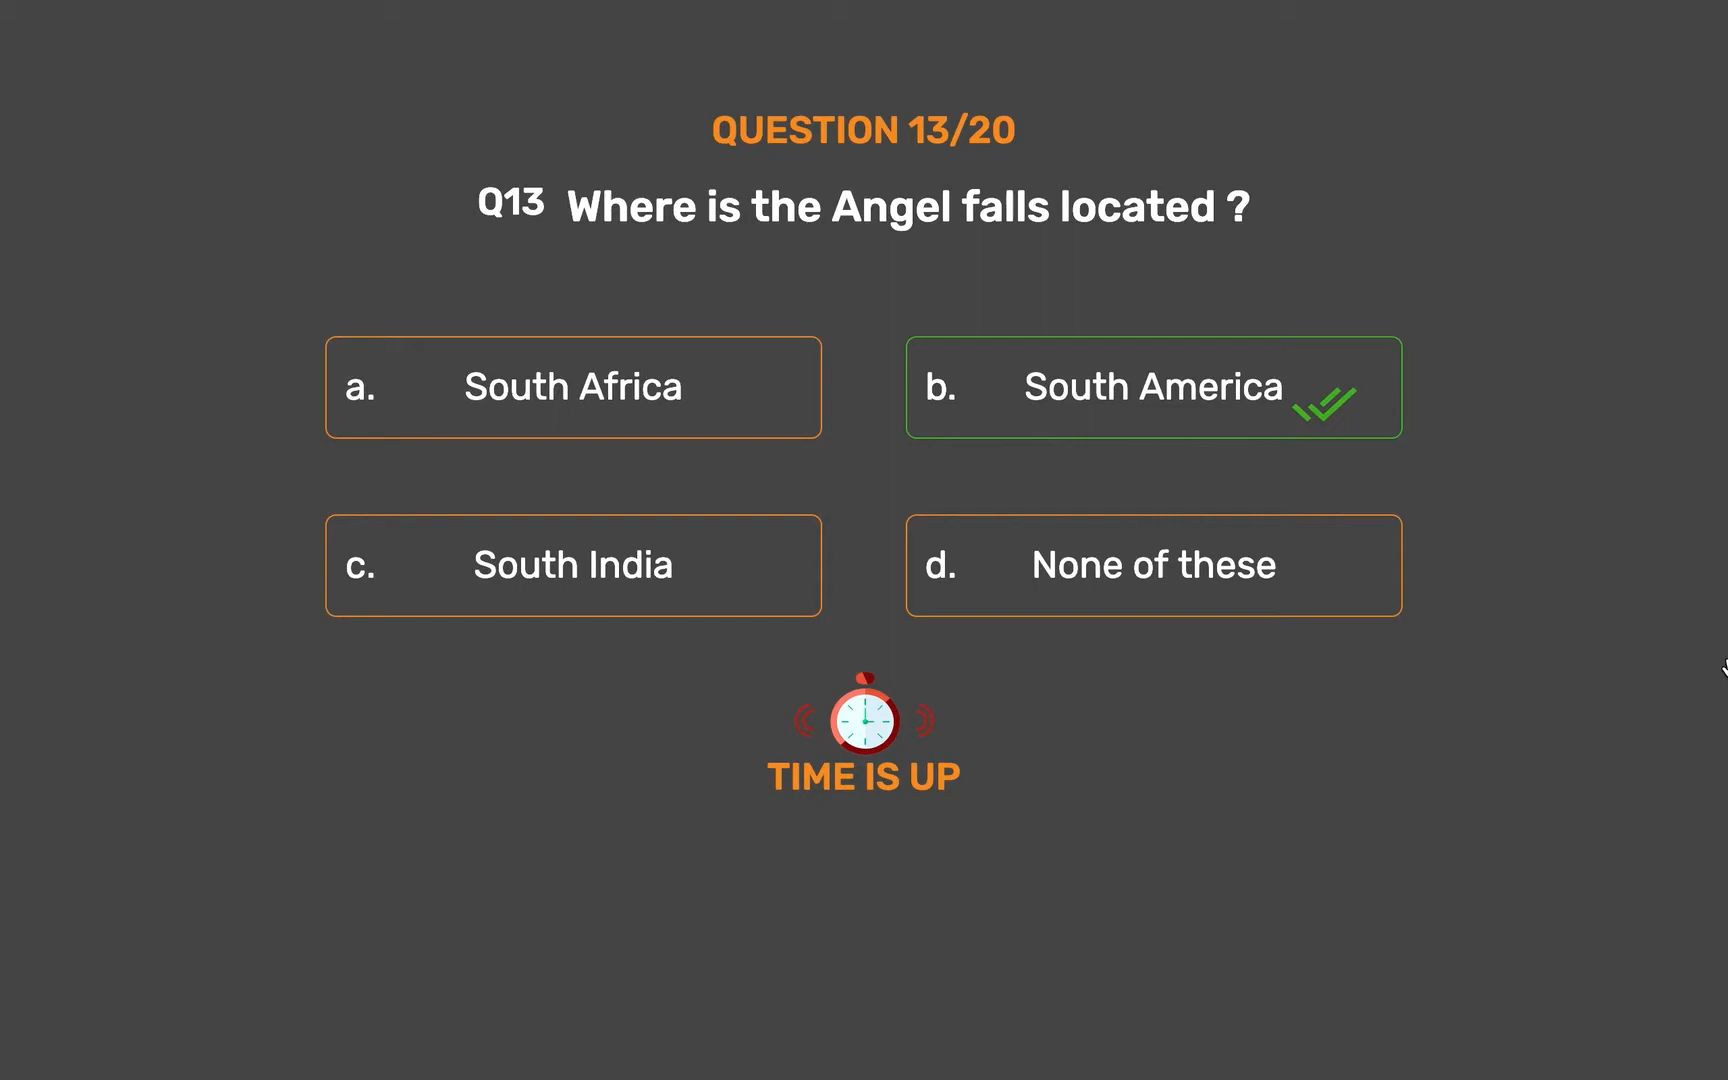 QUESTION 13/20
Q13 Where is the Angel falls located ?
a. South Africa
b. South America
c. South India
d. None of these
TIME IS UP